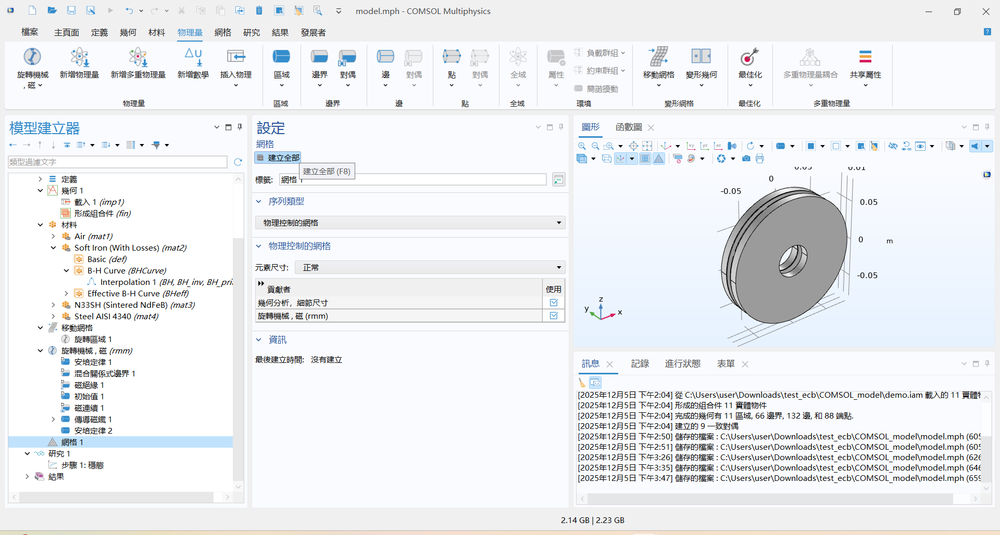 model.mph - COMSOL Multiphysics
檔案 主頁面 定義 幾何 材料 物理量 網格 研究 結果 發展者
旋轉機械 , 磁
新增物理量
新增多重物理量
新增數學
插入物理
物理量
區域
區域
邊界
對偶
邊界
邊
對偶
邊
點
對偶
點
全域
全域
屬性
負載群組
約束群組
簡諧擾動
環境
移動網格
變形幾何
變形網格
最佳化
最佳化
多重物理量耦合
共享屬性
多重物理量
模型建立器
類型過濾文字
定義
幾何 1
載入 1 (imp1)
形成組合件 (fin)
材料
Air (mat1)
Soft Iron (With Losses) (mat2)
Basic (def)
B-H Curve (BHCurve)
Interpolation 1 (BH, BH_inv, BH_pri
Effective B-H Curve (BHeff)
N33SH (Sintered NdFeB) (mat3)
Steel AISI 4340 (mat4)
移動網格
旋轉區域 1
旋轉機械 , 磁 (rmm)
安培定律 1
混合關係式邊界 1
磁絕緣 1
初始值 1
磁連續 1
傳導磁鐵 1
安培定律 2
網格 1
研究 1
步驟 1: 穩態
結果
設定
網格
建立全部
建立全部 (F8)
標籤: 網格 1
序列類型
物理控制的網格
物理控制的網格
元素尺寸: 正常
貢獻者 使用
幾何分析，細節尺寸
旋轉機械 , 磁 (rmm)
資訊
最後建立時間: 沒有建立
圖形 函數圖
0.05 0.01
0
-0.05
0.05
0 m
-0.05
z
y x
訊息 記錄 進行狀態 表單
[2025年12月5日 下午2:04] 從 C:\Users\user\Downloads\test_ecb\COMSOL_model\demo.iam 載入的 11 實體物
[2025年12月5日 下午2:04] 形成的組合件 11 實體物件
[2025年12月5日 下午2:04] 完成的幾何有 11 區域, 66 邊界, 132 邊, 和 88 端點.
[2025年12月5日 下午2:04] 建立的 9 一致對偶
[2025年12月5日 下午2:50] 儲存的檔案 : C:\Users\user\Downloads\test_ecb\COMSOL_model\model.mph (605
[2025年12月5日 下午2:51] 儲存的檔案 : C:\Users\user\Downloads\test_ecb\COMSOL_model\model.mph (605
[2025年12月5日 下午3:26] 儲存的檔案 : C:\Users\user\Downloads\test_ecb\COMSOL_model\model.mph (626
[2025年12月5日 下午3:35] 儲存的檔案 : C:\Users\user\Downloads\test_ecb\COMSOL_model\model.mph (646
[2025年12月5日 下午3:47] 儲存的檔案 : C:\Users\user\Downloads\test_ecb\COMSOL_model\model.mph (659
2.14 GB | 2.23 GB